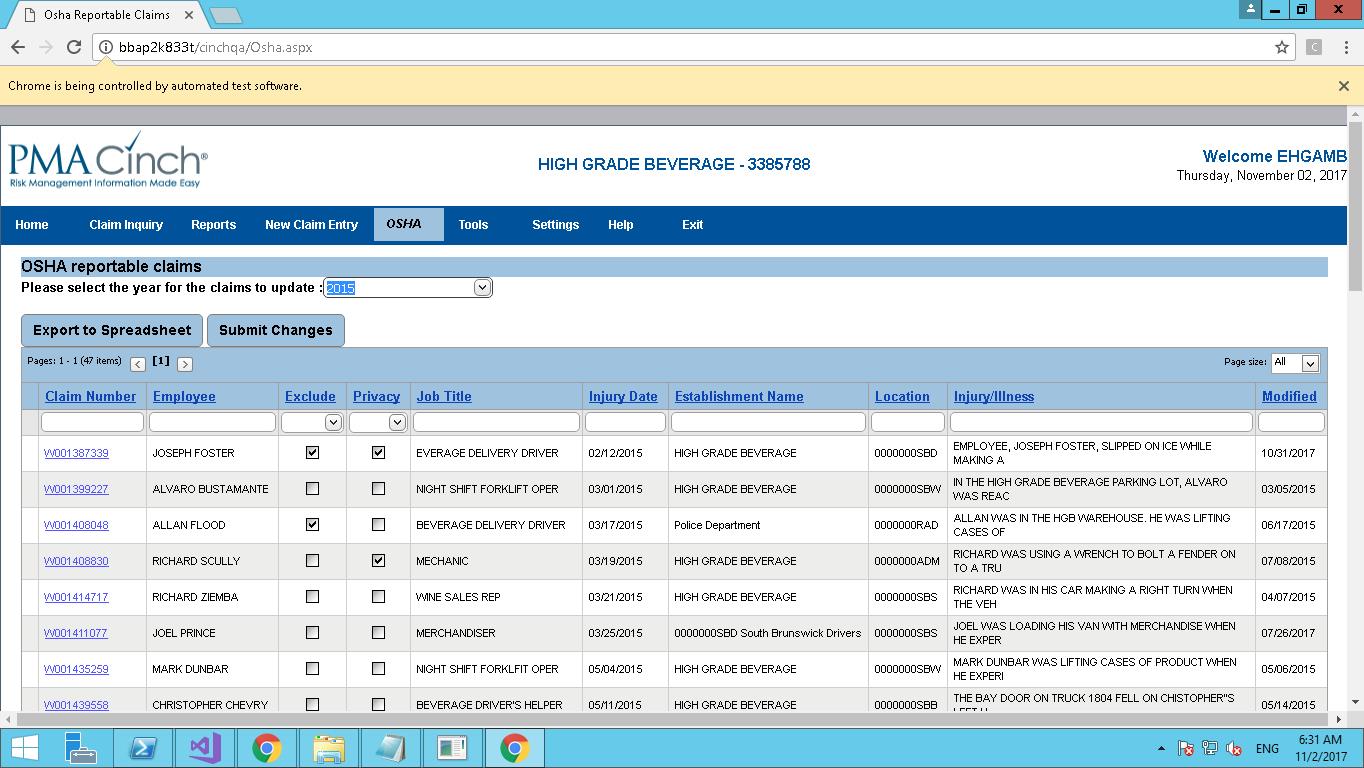 Osha Reportable Claims
bbap2k833t/cinchqa/Osha.aspx
Chrome is being controlled by automated test software.
PMA Cinch®
Risk Management Information Made Easy
HIGH GRADE BEVERAGE - 3385788
Welcome EHGAMB
Thursday, November 02, 2017
Home Claim Inquiry Reports New Claim Entry OSHA Tools Settings Help Exit
OSHA reportable claims
Please select the year for the claims to update : 2015
Export to Spreadsheet Submit Changes
Pages: 1 - 1 (47 items) < [1] > Page size: All
Claim Number Employee Exclude Privacy Job Title Injury Date Establishment Name Location Injury/Illness Modified
W001387339 JOSEPH FOSTER EVERAGE DELIVERY DRIVER 02/12/2015 HIGH GRADE BEVERAGE 0000000SBD EMPLOYEE, JOSEPH FOSTER, SLIPPED ON ICE WHILE 10/31/2017
MAKING A
W001399227 ALVARO BUSTAMANTE NIGHT SHIFT FORKLIFT OPER 03/01/2015 HIGH GRADE BEVERAGE 0000000SBW IN THE HIGH GRADE BEVERAGE PARKING LOT, ALVARO 03/05/2015
WAS REAC
W001408048 ALLAN FLOOD BEVERAGE DELIVERY DRIVER 03/17/2015 Police Department 0000000RAD ALLAN WAS IN THE HGB WAREHOUSE. HE WAS LIFTING 06/17/2015
CASES OF
W001408830 RICHARD SCULLY MECHANIC 03/19/2015 HIGH GRADE BEVERAGE 0000000ADM RICHARD WAS USING A WRENCH TO BOLT A FENDER ON 07/08/2015
TO A TRU
W001414717 RICHARD ZIEMBA WINE SALES REP 03/21/2015 HIGH GRADE BEVERAGE 0000000SBS RICHARD WAS IN HIS CAR MAKING A RIGHT TURN WHEN 04/07/2015
THE VEH
W001411077 JOEL PRINCE MERCHANDISER 03/25/2015 0000000SBD South Brunswick Drivers 0000000SBS JOEL WAS LOADING HIS VAN WITH MERCHANDISE WHEN 07/26/2017
HE EXPER
W001435259 MARK DUNBAR NIGHT SHIFT FORKLFIT OPER 05/04/2015 HIGH GRADE BEVERAGE 0000000SBW MARK DUNBAR WAS LIFTING CASES OF PRODUCT WHEN 05/06/2015
HE EXPERI
W001439558 CHRISTOPHER CHEVRY BEVERAGE DRIVER'S HELPER 05/11/2015 HIGH GRADE BEVERAGE 0000000SBB THE BAY DOOR ON TRUCK 1804 FELL ON CHISTOPHER"S 05/14/2015
ENG
6:31 AM
11/2/2017